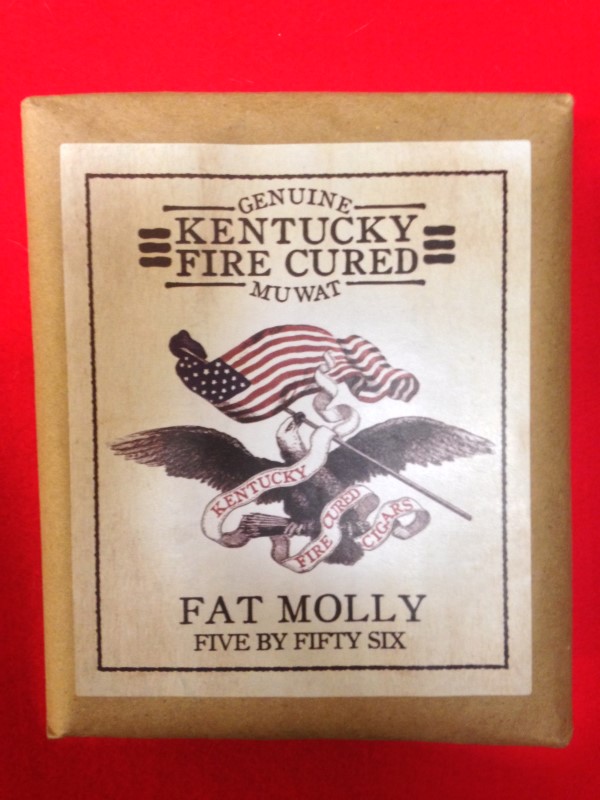 GENUINE
KENTUCKY
FIRE CURED
MUWAT
KENTUCKY
FIRE CURED
CIGARS
FAT MOLLY
FIVE BY FIFTY SIX